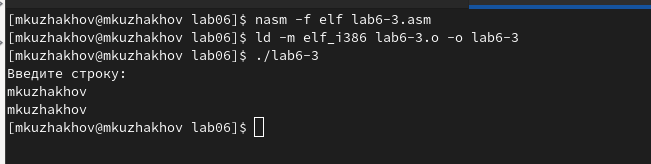 [mkuzhakhov@mkuzhakhov lab06]$ nasm -f elf lab6-3.asm
[mkuzhakhov@mkuzhakhov lab06]$ ld -m elf_i386 lab6-3.o -o lab6-3
[mkuzhakhov@mkuzhakhov lab06]$ ./lab6-3
Введите строку:
mkuzhakhov
mkuzhakhov
[mkuzhakhov@mkuzhakhov lab06]$